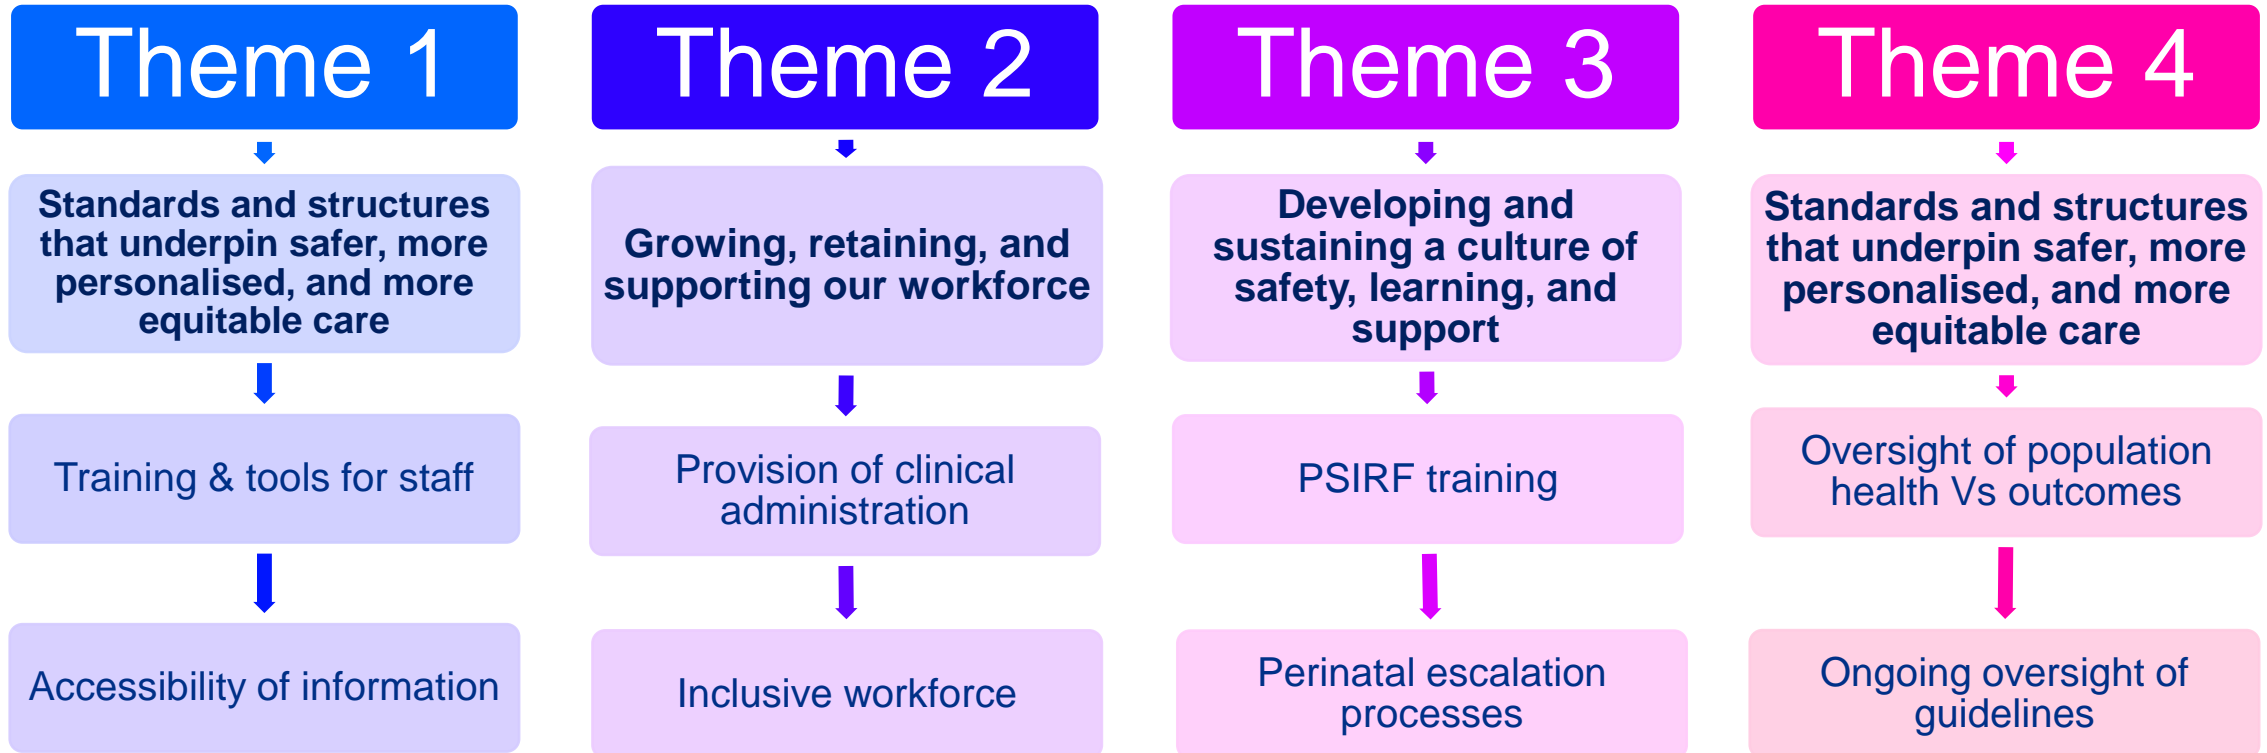 Theme 1
Standards and structures
that underpin safer, more
personalised, and more
equitable care
Training & tools for staff
Accessibility of information
Theme 2
Growing, retaining, and
supporting our workforce
Provision of clinical
administration
Inclusive workforce
Theme 3
Developing and
sustaining a culture of
safety, learning, and
support
PSIRF training
Perinatal escalation
processes
Theme 4
Standards and structures
that underpin safer, more
personalised, and more
equitable care
Oversight of population
health Vs outcomes
Ongoing oversight of
guidelines